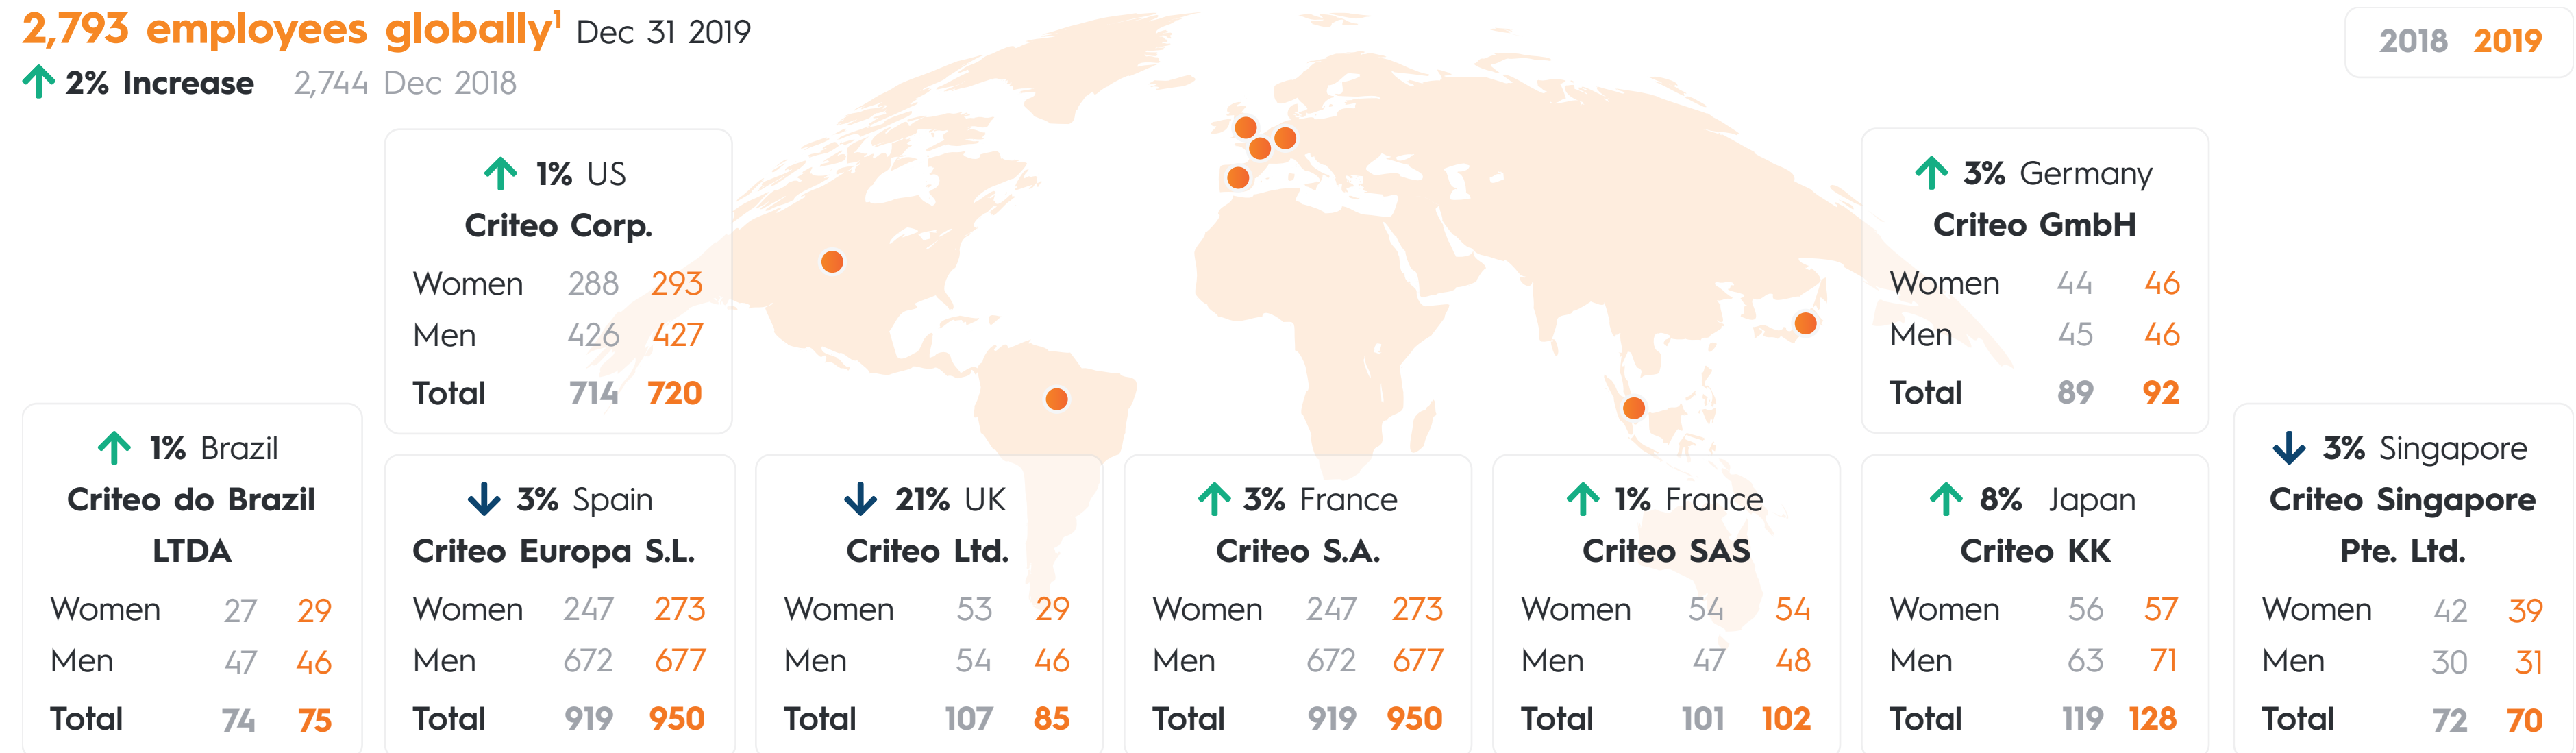 2,793 employees globally¹ Dec 31 2019
2% Increase 2,744 Dec 2018
2018 2019
1% US
Criteo Corp.
Women 288 293
Men 426 427
Total 714 720
3% Germany
Criteo GmbH
Women 44 46
Men 45 46
Total 89 92
1% Brazil
Criteo do Brazil
LTDA
Women 27 29
Men 47 46
Total 74 75
3% Spain
Criteo Europa S.L.
Women 247 273
Men 672 677
Total 919 950
21% UK
Criteo Ltd.
Women 53 29
Men 54 46
Total 107 85
3% France
Criteo S.A.
Women 247 273
Men 672 677
Total 919 950
1% France
Criteo SAS
Women 54 54
Men 47 48
Total 101 102
8% Japan
Criteo KK
Women 56 57
Men 63 71
Total 119 128
3% Singapore
Criteo Singapore
Pte. Ltd.
Women 42 39
Men 30 31
Total 72 70